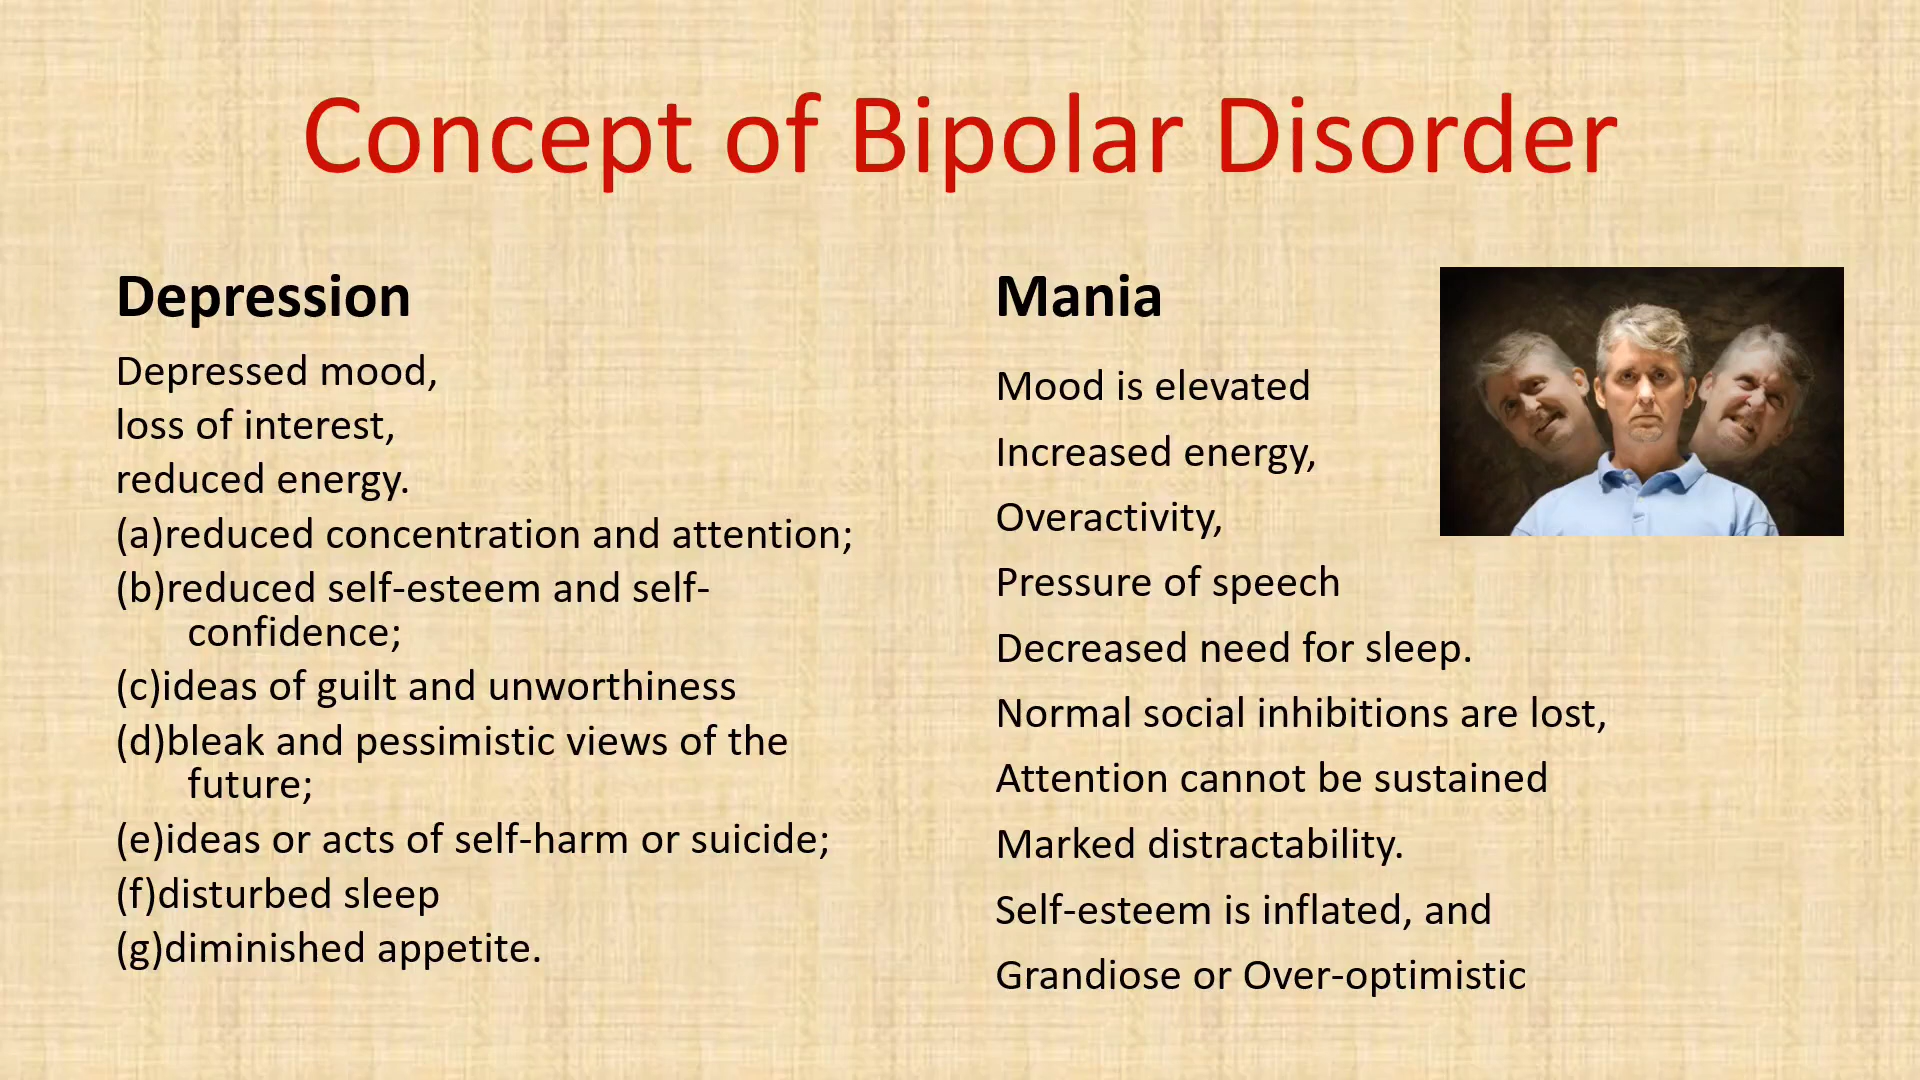 Concept of Bipolar Disorder
Depression
Depressed mood,
loss of interest,
reduced energy.
(a)reduced concentration and attention;
(b)reduced self-esteem and self-
confidence;
(c)ideas of guilt and unworthiness
(d)bleak and pessimistic views of the
future;
(e)ideas or acts of self-harm or suicide;
(f)disturbed sleep
(g)diminished appetite.
Mania
Mood is elevated
Increased energy,
Overactivity,
Pressure of speech
Decreased need for sleep.
Normal social inhibitions are lost,
Attention cannot be sustained
Marked distractability.
Self-esteem is inflated, and
Grandiose or Over-optimistic